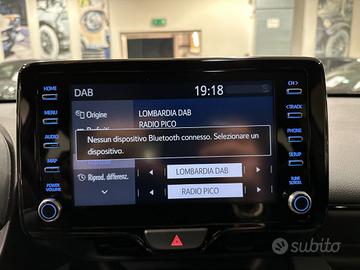 DAB
19:18
HOME
MENU
AUDIO
MAP
POWER
VOLUME
CH >
< TRACK
PHONE
SETUP
TUNE
SCROLL
Origine
LOMBARDIA DAB
RADIO PICO
Nessun dispositivo Bluetooth connesso. Selezionare un
dispositivo.
LOMBARDIA DAB
Riprod. differenz.
RADIO PICO
subito